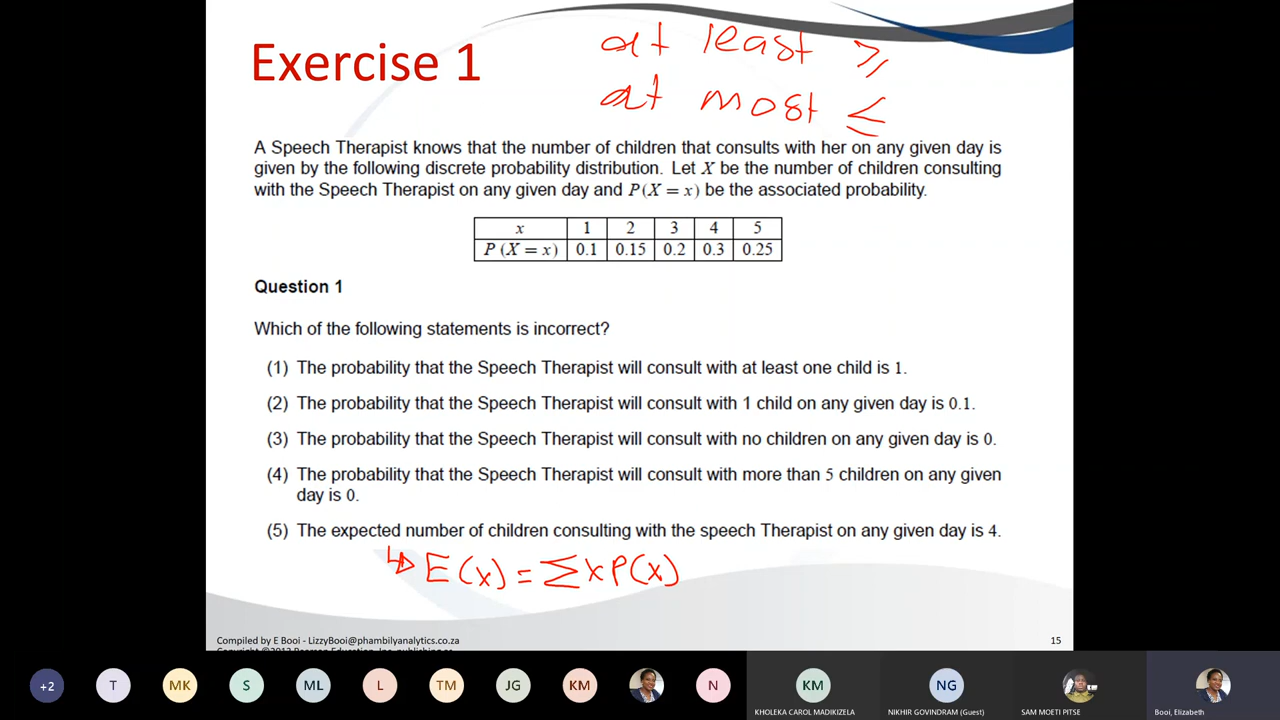 Exercise 1
at least ≥
at most ≤
A Speech Therapist knows that the number of children that consults with her on any given day is
given by the following discrete probability distribution. Let X be the number of children consulting
with the Speech Therapist on any given day and P(X = x) be the associated probability.
x 1 2 3 4 5
P (X = x) 0.1 0.15 0.2 0.3 0.25
Question 1
Which of the following statements is incorrect?
(1) The probability that the Speech Therapist will consult with at least one child is 1.
(2) The probability that the Speech Therapist will consult with 1 child on any given day is 0.1.
(3) The probability that the Speech Therapist will consult with no children on any given day is 0.
(4) The probability that the Speech Therapist will consult with more than 5 children on any given
day is 0.
(5) The expected number of children consulting with the speech Therapist on any given day is 4.
↳ E(x) = ∑xP(x)
Compiled by E Booi - LizzyBooi@phambilyanalytics.co.za
15
+2 T MK S ML L TM JG KM N KM NG
KHOLEKA CAROL MADIKIZELA NIKHIR GOVINDRAM (Guest) SAM MOETI PITSE Booi, Elizabeth